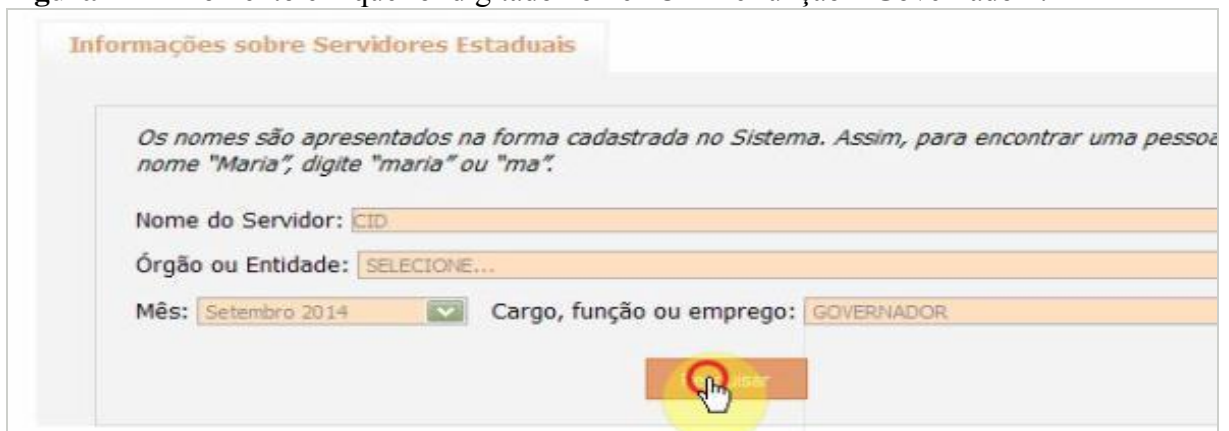 Informações sobre Servidores Estaduais
Os nomes são apresentados na forma cadastrada no Sistema. Assim, para encontrar uma pessoa
nome "Maria", digite "maria" ou "ma".
Nome do Servidor: CID
Órgão ou Entidade: SELECIONE...
Mês: Setembro 2014 Cargo, função ou emprego: GOVERNADOR